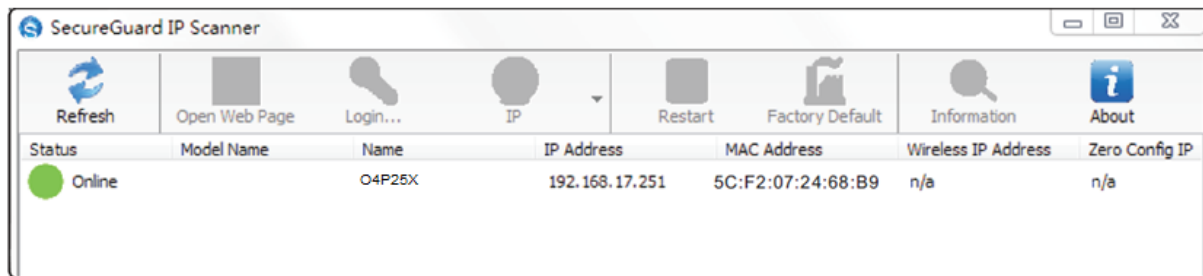 SecureGuard IP Scanner
Refresh Open Web Page Login... IP Restart Factory Default Information About
Status Model Name Name IP Address MAC Address Wireless IP Address Zero Config IP
Online O4P25X 192.168.17.251 5C:F2:07:24:68:B9 n/a n/a